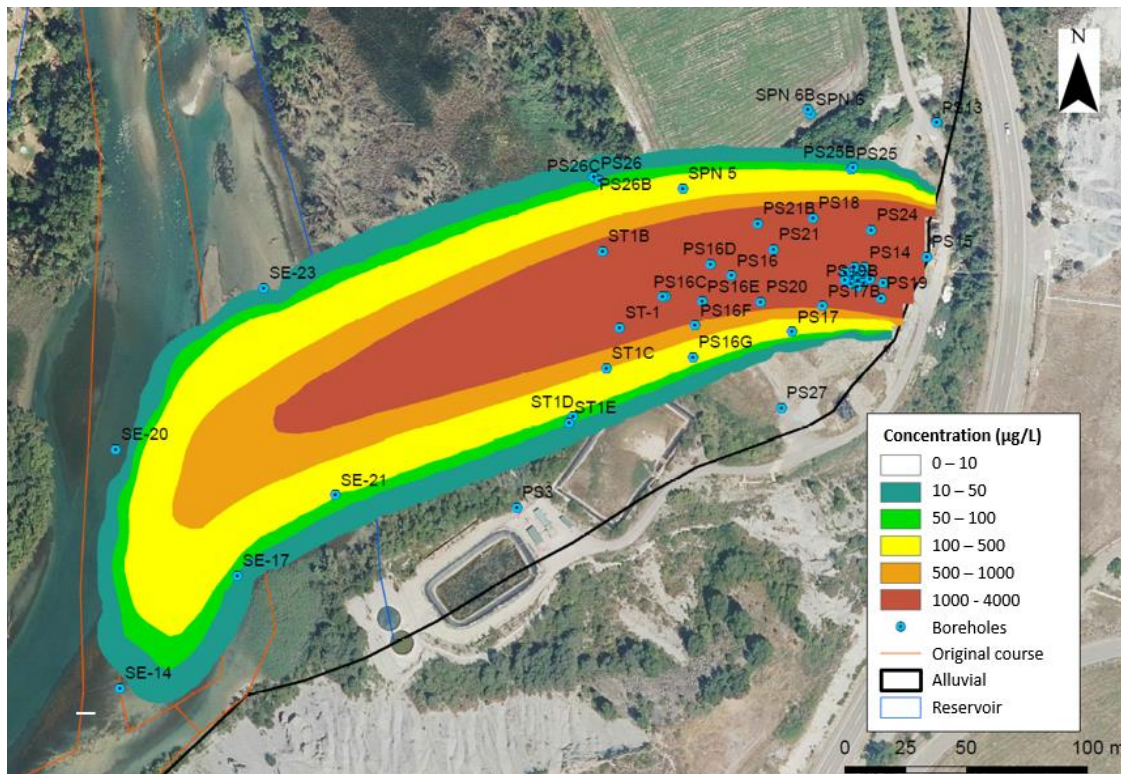 N
SPN 6B
SPN 6
PS13
PS26C
PS26
PS26B
PS25B
PS25
SPN 5
PS21B
PS18
PS24
ST1B
PS16D
PS21
PS14
PS15
PS16
PS19B
PS19
SE-23
PS16C
PS16E
PS20
PS17B
ST-1
PS16F
PS17
PS16G
ST1C
PS27
ST1D
ST1E
SE-20
SE-21
PS3
SE-17
SE-14
Concentration (µg/L)
0 – 10
10 – 50
50 – 100
100 – 500
500 – 1000
1000 - 4000
Boreholes
Original course
Alluvial
Reservoir
0 25 50 100 m